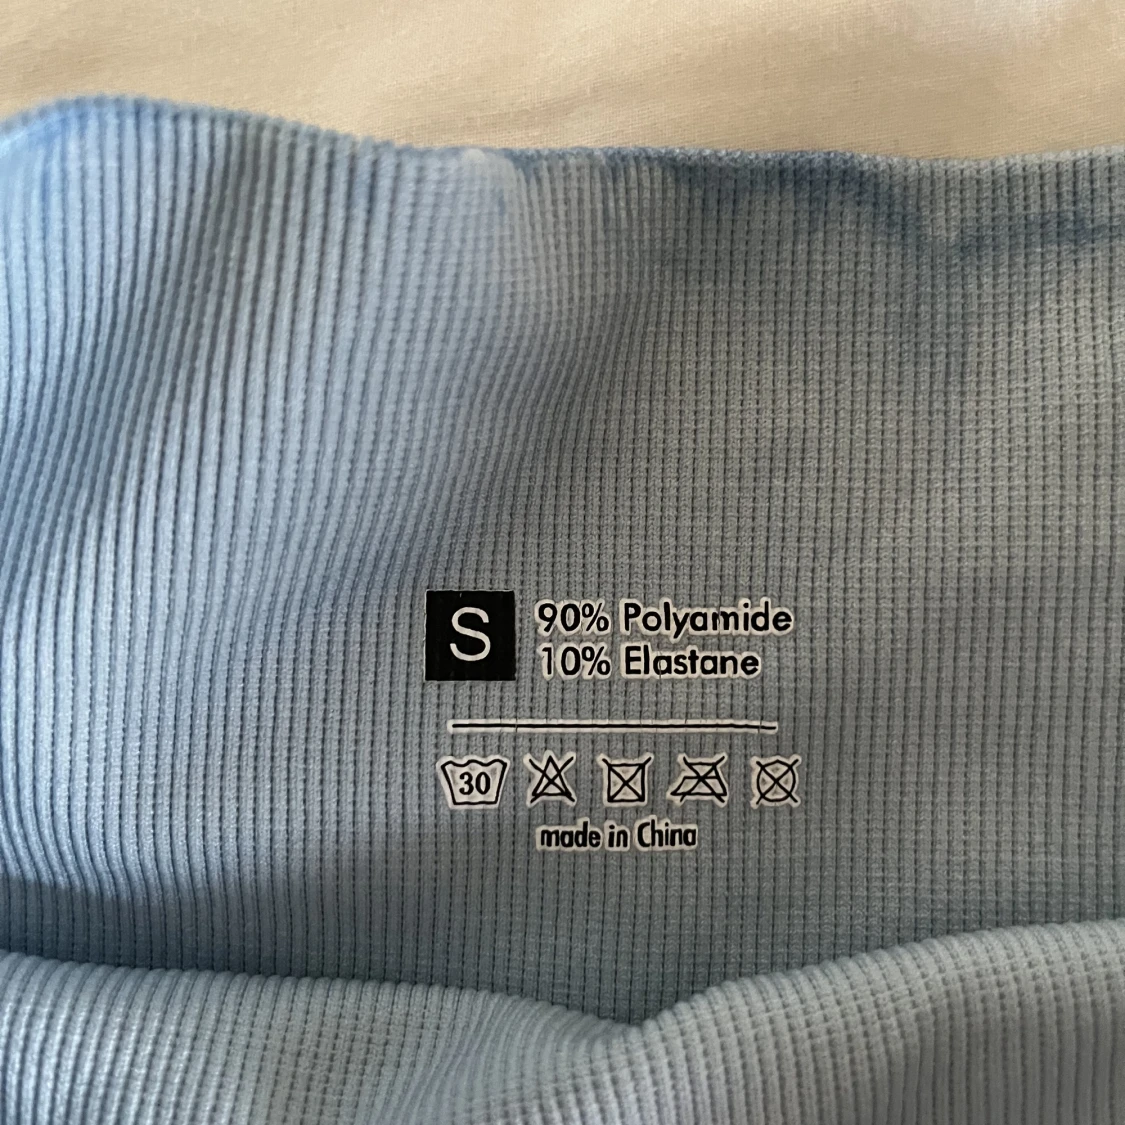 S
90% Polyamide
10% Elastane
30
made in China